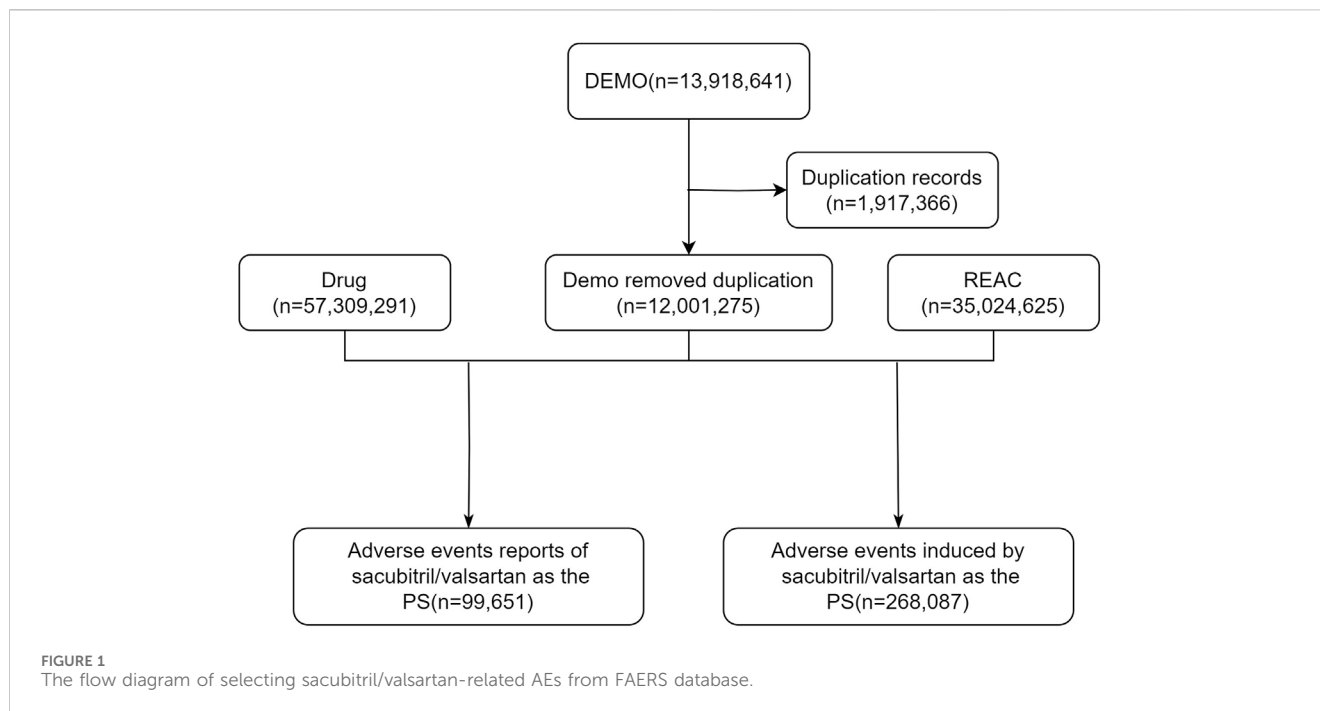 DEMO(n=13,918,641)
Duplication records
(n=1,917,366)
Drug
(n=57,309,291)
Demo removed duplication
(n=12,001,275)
REAC
(n=35,024,625)
Adverse events reports of
sacubitril/valsartan as the
PS(n=99,651)
Adverse events induced by
sacubitril/valsartan as the
PS(n=268,087)
FIGURE 1
The flow diagram of selecting sacubitril/valsartan-related AEs from FAERS database.